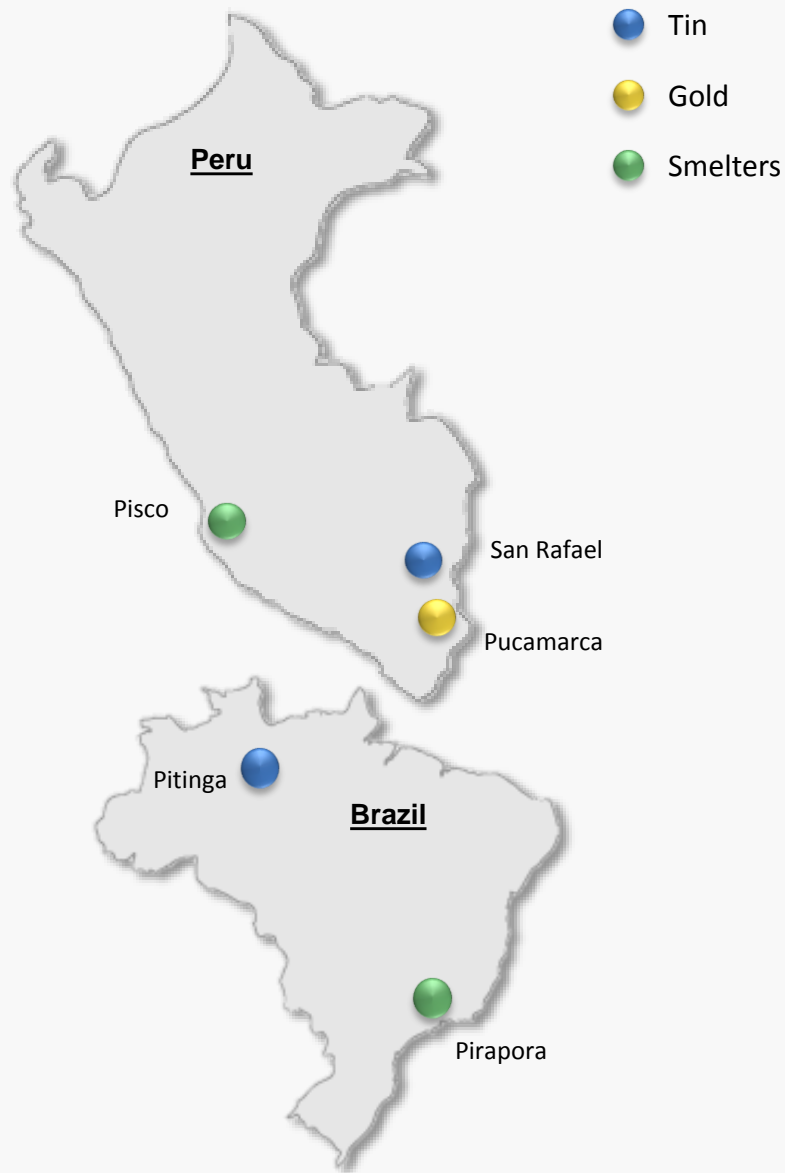 Tin
Gold
Smelters
Peru
Pisco
San Rafael
Pucamarca
Pitinga
Brazil
Pirapora